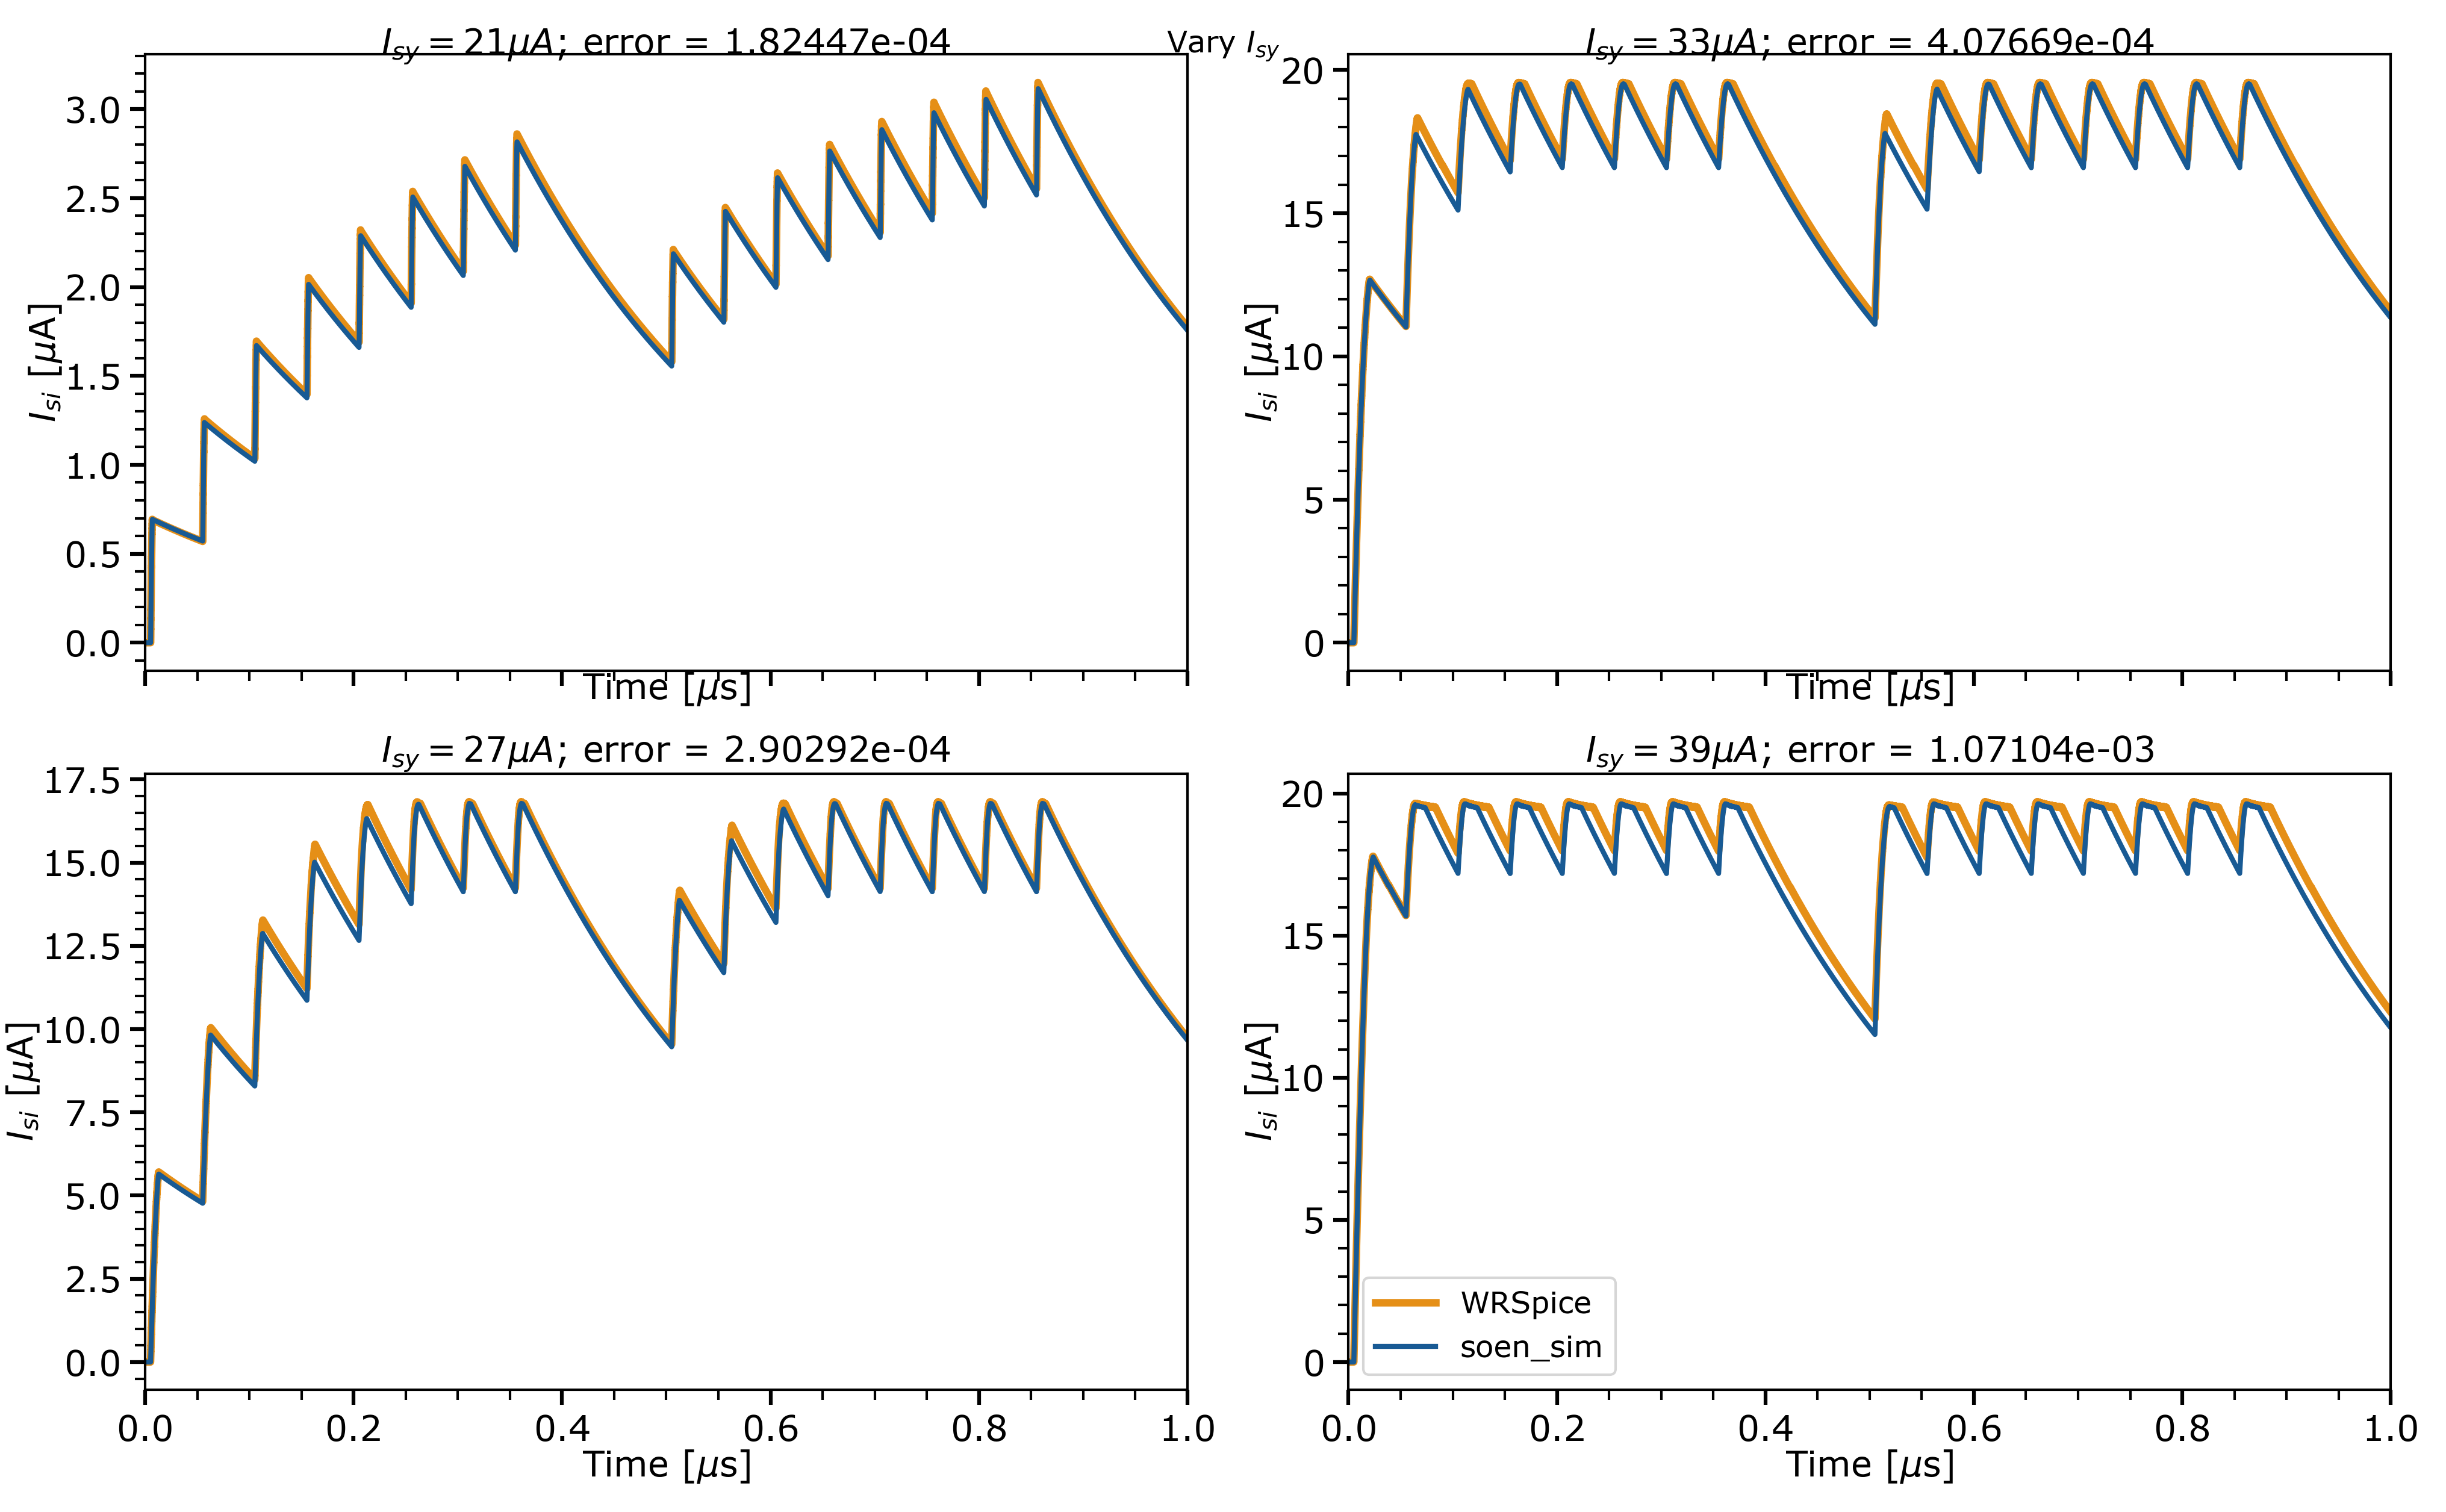 Vary I_sy
I_sy = 21μA; error = 1.82447e-04
3.0
2.5
2.0
1.5
1.0
0.5
0.0
I_si [μA]
Time [μs]
I_sy = 33μA; error = 4.07669e-04
20
15
10
5
0
I_si [μA]
Time [μs]
I_sy = 27μA; error = 2.90292e-04
17.5
15.0
12.5
10.0
7.5
5.0
2.5
0.0
I_si [μA]
0.0 0.2 0.4 0.6 0.8 1.0
Time [μs]
I_sy = 39μA; error = 1.07104e-03
20
15
10
5
0
I_si [μA]
WRSpice
soen_sim
0.0 0.2 0.4 0.6 0.8 1.0
Time [μs]